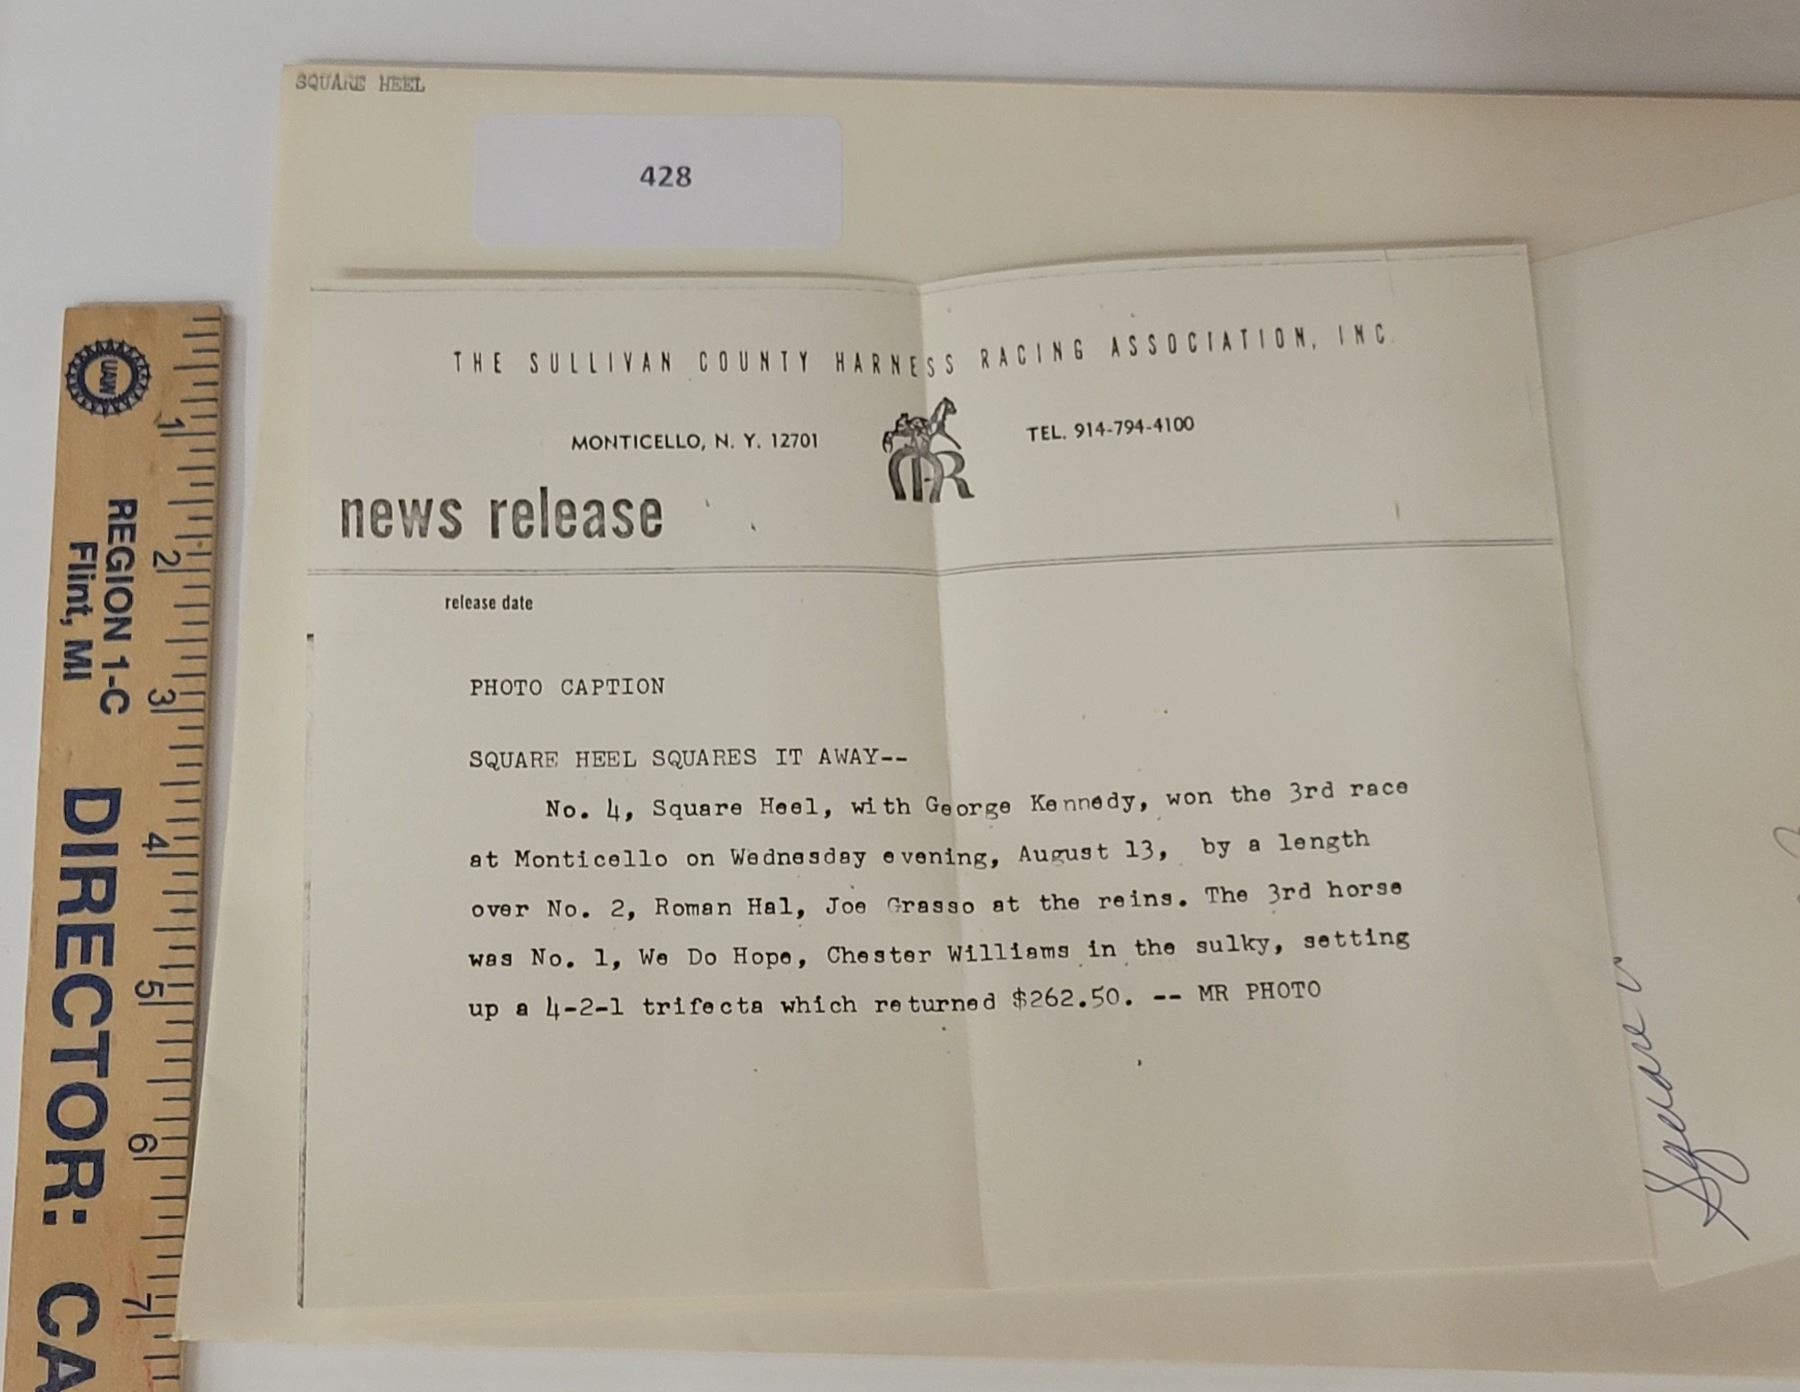 SQUARE HEEL
428
THE SULLIVAN COUNTY HARNESS RACING ASSOCIATION, INC.
MONTICELLO, N. Y. 12701
MR
TEL. 914-794-4100
news release
release date
PHOTO CAPTION
SQUARE HEEL SQUARES IT AWAY--
No. 4, Square Heel, with George Kennedy, won the 3rd race
at Monticello on Wednesday evening, August 13, by a length
over No. 2, Roman Hal, Joe Grasso at the reins. The 3rd horse
was No. 1, We Do Hope, Chester Williams in the sulky, setting
up a 4-2-1 trifecta which returned $262.50. -- MR PHOTO
UAW
REGION 1-C
Flint, MI
DIRECTOR: CA
1
2
3
4
5
6
7
Square